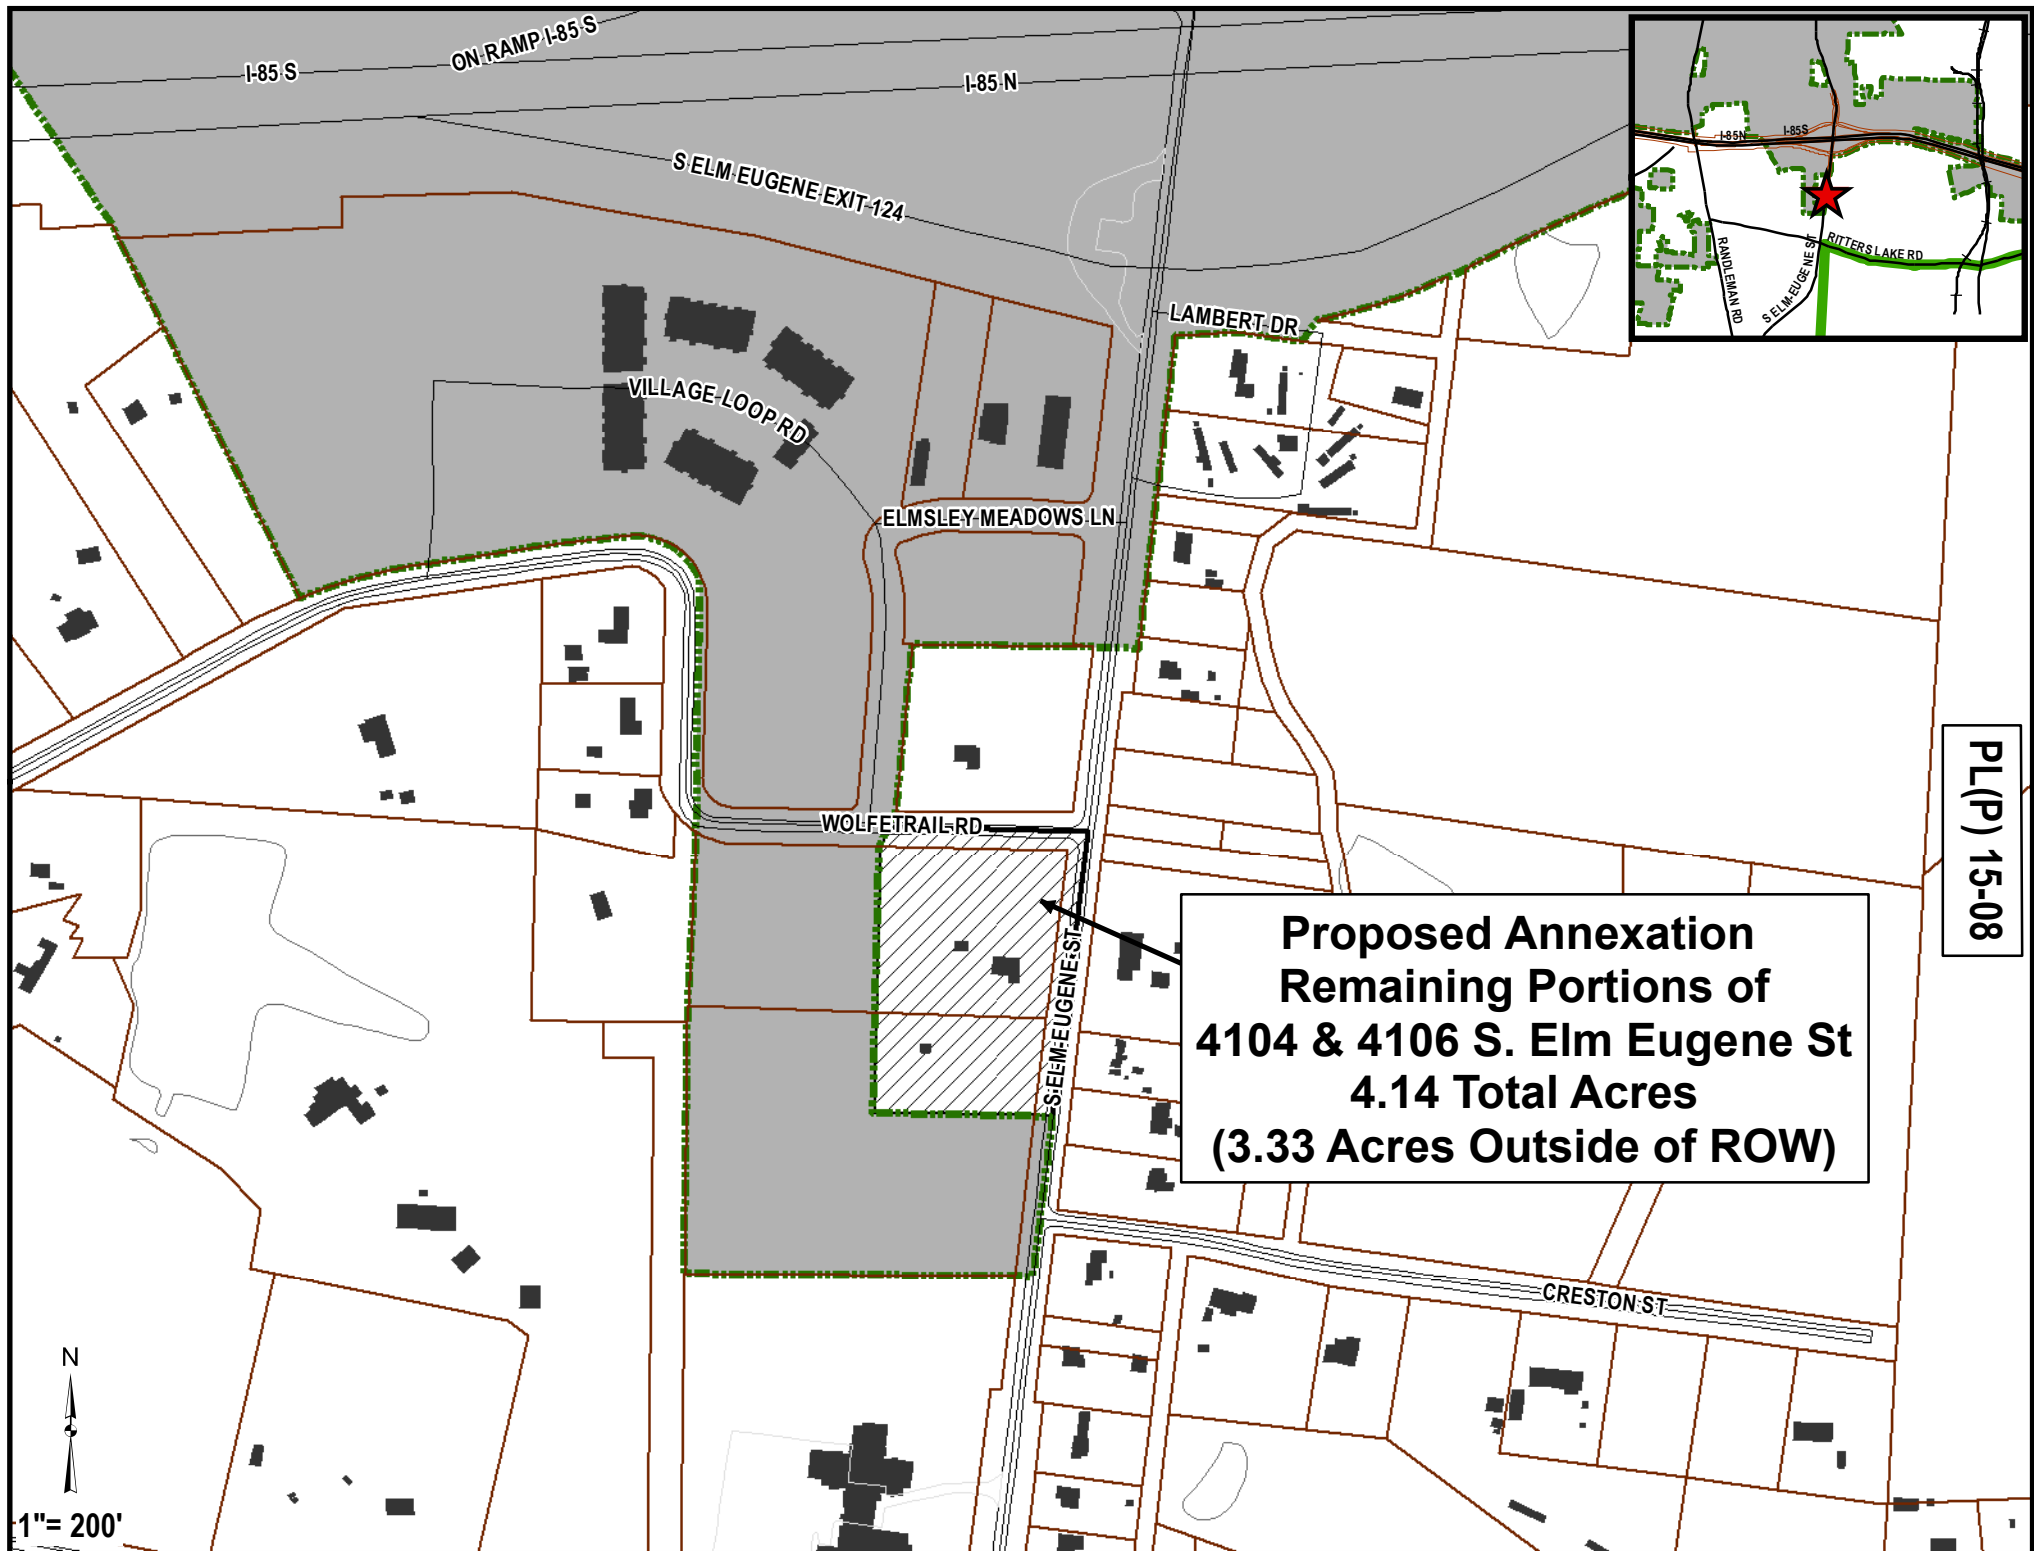 ON RAMP I-85 S
I-85 S
I-85 N
S ELM EUGENE EXIT 124
LAMBERT DR
VILLAGE LOOP RD
ELMSLEY MEADOWS LN
WOLFETRAIL RD
S ELM-EUGENE ST
CRESTON ST
I-85N
I-85S
RANDLEMAN RD
S ELM-EUGENE ST
RITTERS LAKE RD
PL(P) 15-08
Proposed Annexation
Remaining Portions of
4104 & 4106 S. Elm Eugene St
4.14 Total Acres
(3.33 Acres Outside of ROW)
N
1"= 200'